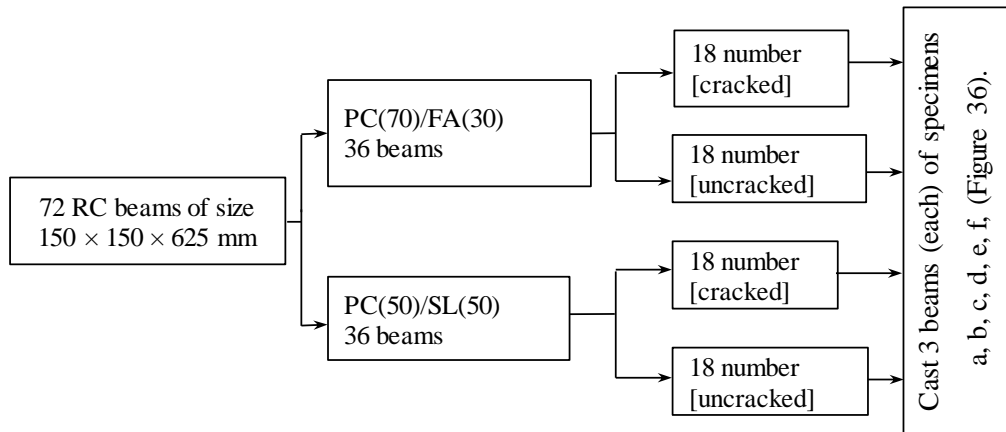 72 RC beams of size
150 × 150 × 625 mm
PC(70)/FA(30)
36 beams
PC(50)/SL(50)
36 beams
18 number
[cracked]
18 number
[uncracked]
18 number
[cracked]
18 number
[uncracked]
Cast 3 beams (each) of specimens
a, b, c, d, e, f, (Figure 36).